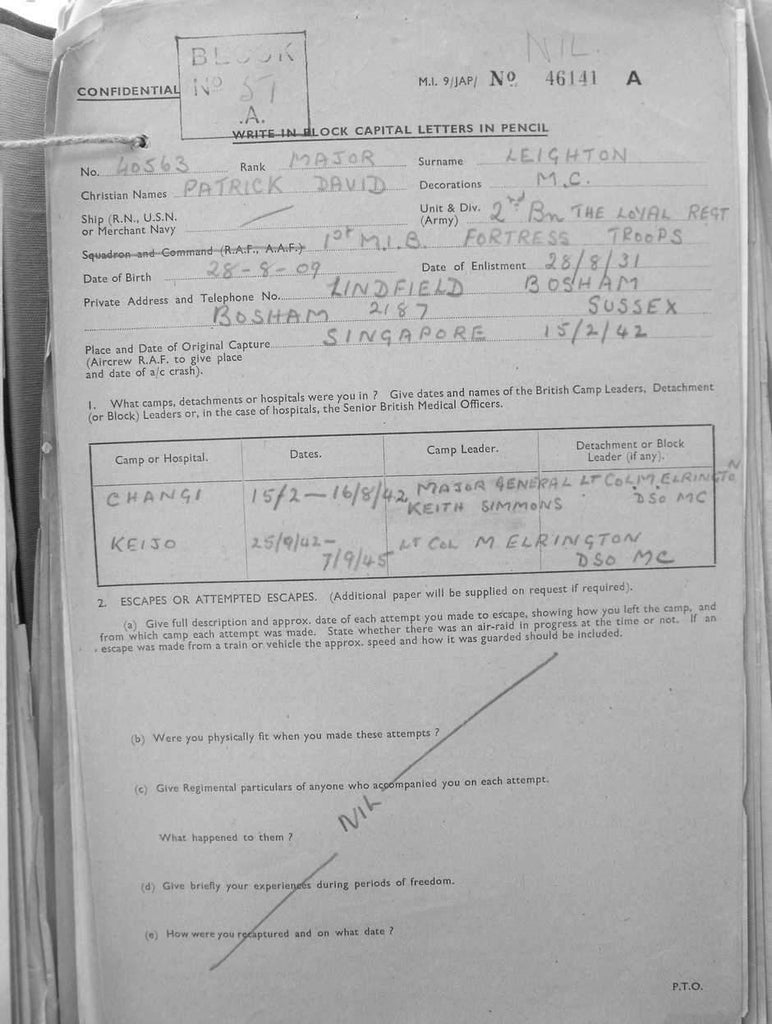 NIL.
BLOCK
Nº 57
.A.
CONFIDENTIAL
M.I. 9/JAP/ Nº 46141 A
WRITE IN BLOCK CAPITAL LETTERS IN PENCIL
No. 40563 Rank MAJOR Surname LEIGHTON
Christian Names PATRICK DAVID Decorations M.C.
Ship (R.N., U.S.N. or Merchant Navy
Unit & Div. (Army) 2nd Bn THE LOYAL REGT
Squadron and Command (R.A.F., A.A.F.) 1st M.I.B. FORTRESS TROOPS
Date of Birth 28-8-09 Date of Enlistment 28/8/31
Private Address and Telephone No. LINDFIELD BOSHAM
BOSHAM 2187 SUSSEX
Place and Date of Original Capture SINGAPORE 15/2/42
(Aircrew R.A.F. to give place
and date of a/c crash).
1. What camps, detachments or hospitals were you in ? Give dates and names of the British Camp Leaders, Detachment
(or Block) Leaders or, in the case of hospitals, the Senior British Medical Officers.
Camp or Hospital. Dates. Camp Leader. Detachment or Block Leader (if any).
CHANGI 15/2 — 16/8/42 MAJOR GENERAL KEITH SIMMONS LT COL. M. ELRINGTON DSO MC
KEIJO 25/9/42 — 7/9/45 LT COL M ELRINGTON DSO MC
2. ESCAPES OR ATTEMPTED ESCAPES. (Additional paper will be supplied on request if required).
(a) Give full description and approx. date of each attempt you made to escape, showing how you left the camp, and
from which camp each attempt was made. State whether there was an air-raid in progress at the time or not. If an
escape was made from a train or vehicle the approx. speed and how it was guarded should be included.
(b) Were you physically fit when you made these attempts ?
(c) Give Regimental particulars of anyone who accompanied you on each attempt.
NIL
What happened to them ?
(d) Give briefly your experiences during periods of freedom.
(e) How were you recaptured and on what date ?
P.T.O.